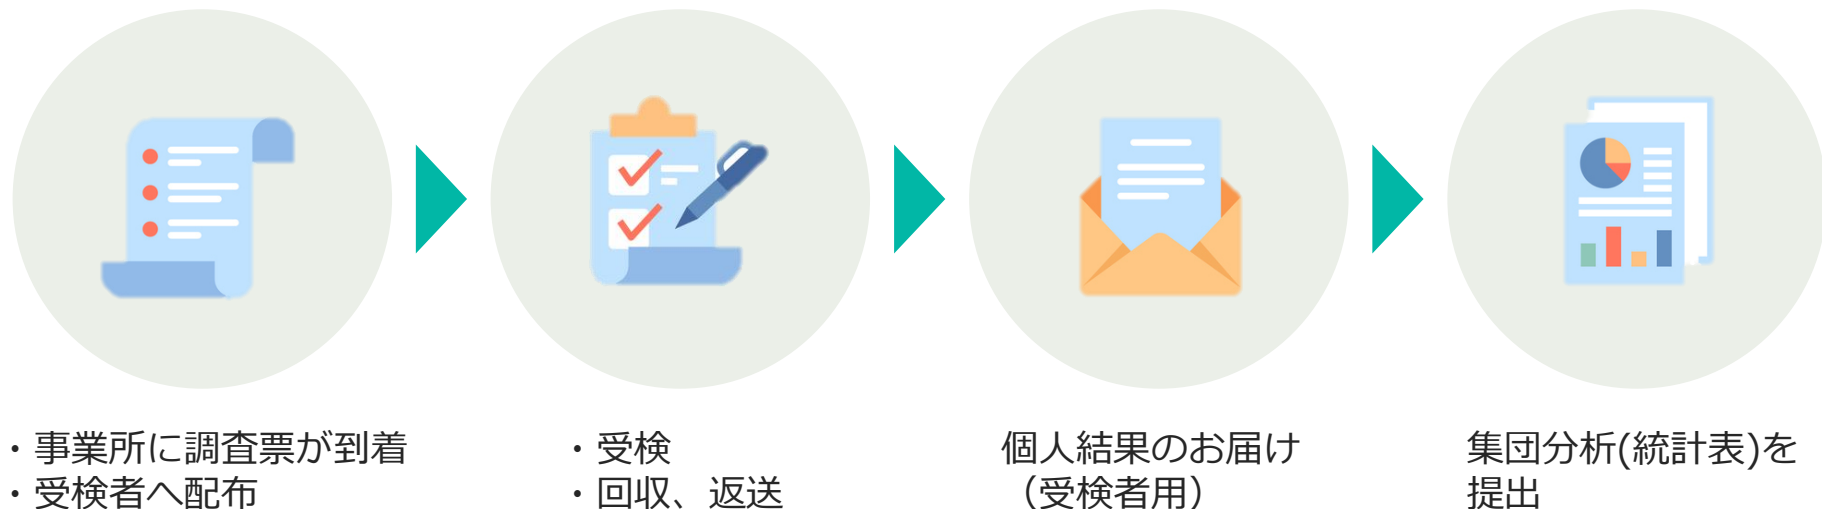 ・事業所に調査票が到着
・受検者へ配布
・受検
・回収、返送
個人結果のお届け
（受検者用）
集団分析(統計表)を
提出